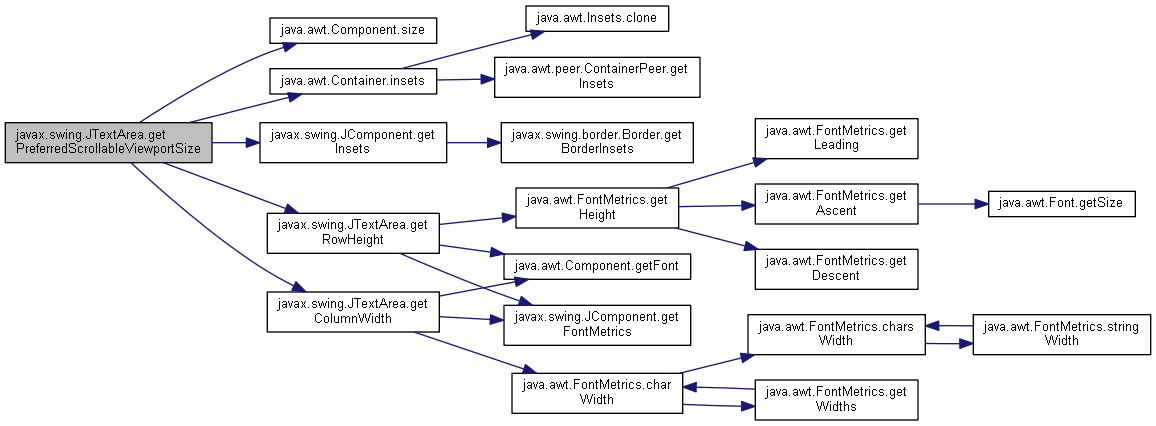 javax.swing.JTextArea.get
PreferredScrollableViewportSize
java.awt.Component.size
java.awt.Container.insets
java.awt.Insets.clone
java.awt.peer.ContainerPeer.get
Insets
javax.swing.JComponent.get
Insets
javax.swing.border.Border.get
BorderInsets
javax.swing.JTextArea.get
RowHeight
java.awt.FontMetrics.get
Height
java.awt.FontMetrics.get
Leading
java.awt.FontMetrics.get
Ascent
java.awt.Font.getSize
java.awt.FontMetrics.get
Descent
java.awt.Component.getFont
javax.swing.JComponent.get
FontMetrics
javax.swing.JTextArea.get
ColumnWidth
java.awt.FontMetrics.char
Width
java.awt.FontMetrics.chars
Width
java.awt.FontMetrics.string
Width
java.awt.FontMetrics.get
Widths